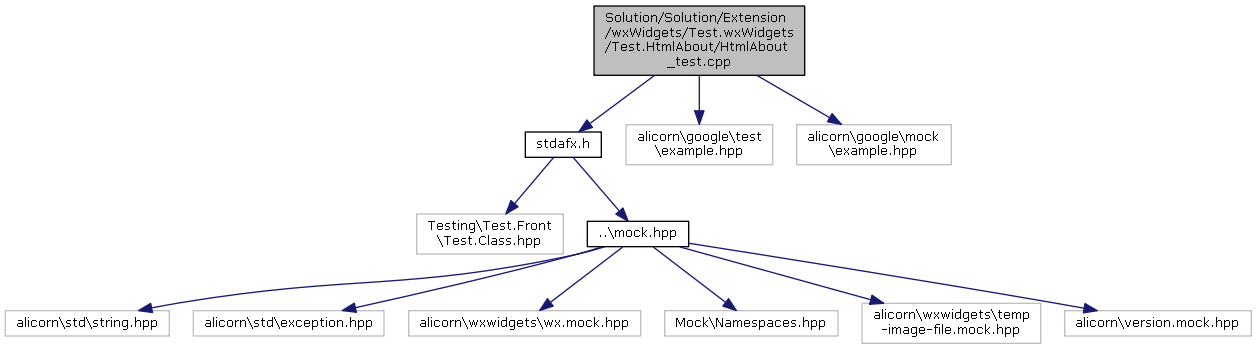 Solution/Solution/Extension
/wxWidgets/Test.wxWidgets
/Test.HtmlAbout/HtmlAbout
_test.cpp
stdafx.h
alicorn\google\test
\example.hpp
alicorn\google\mock
\example.hpp
Testing\Test.Front
\Test.Class.hpp
..\mock.hpp
alicorn\std\string.hpp
alicorn\std\exception.hpp
alicorn\wxwidgets\wx.mock.hpp
Mock\Namespaces.hpp
alicorn\wxwidgets\temp
-image-file.mock.hpp
alicorn\version.mock.hpp